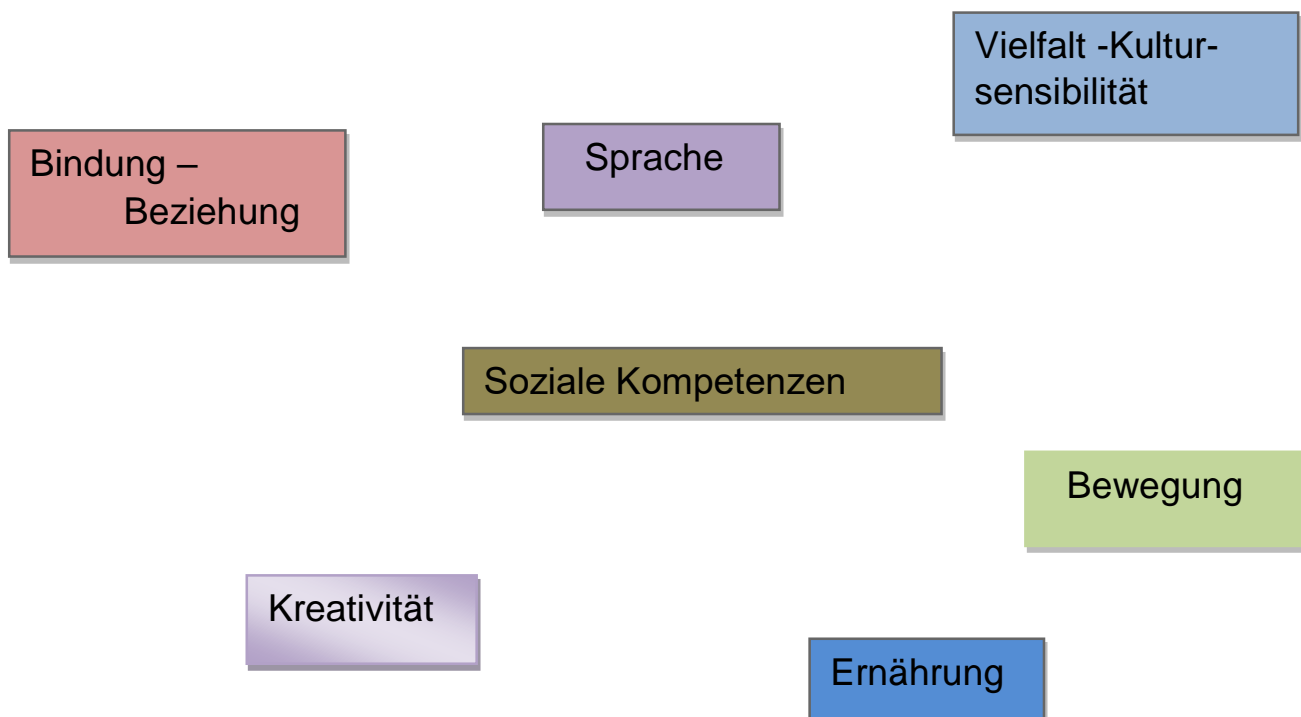 Vielfalt -Kultur-
sensibilität
Bindung –
Beziehung
Sprache
Soziale Kompetenzen
Bewegung
Kreativität
Ernährung